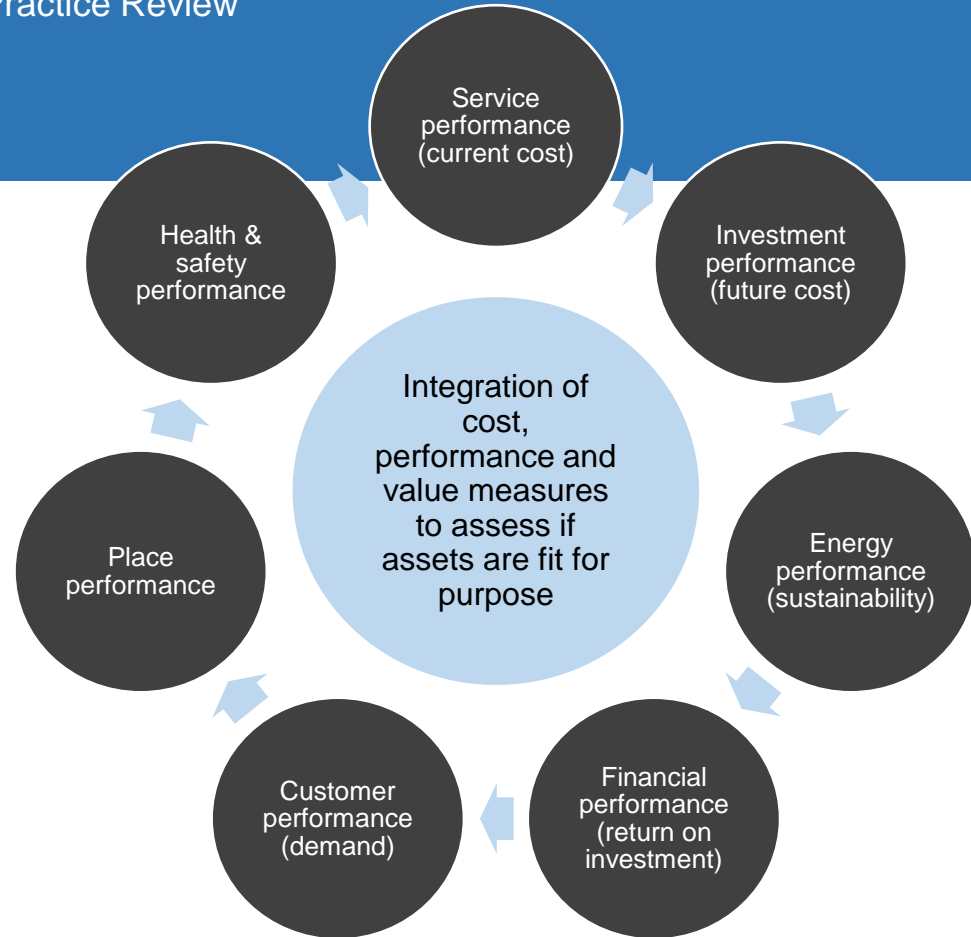 Practice Review
Service
performance
(current cost)
Investment
performance
(future cost)
Energy
performance
(sustainability)
Financial
performance
(return on
investment)
Customer
performance
(demand)
Place
performance
Health &
safety
performance
Integration of
cost,
performance and
value measures
to assess if
assets are fit for
purpose